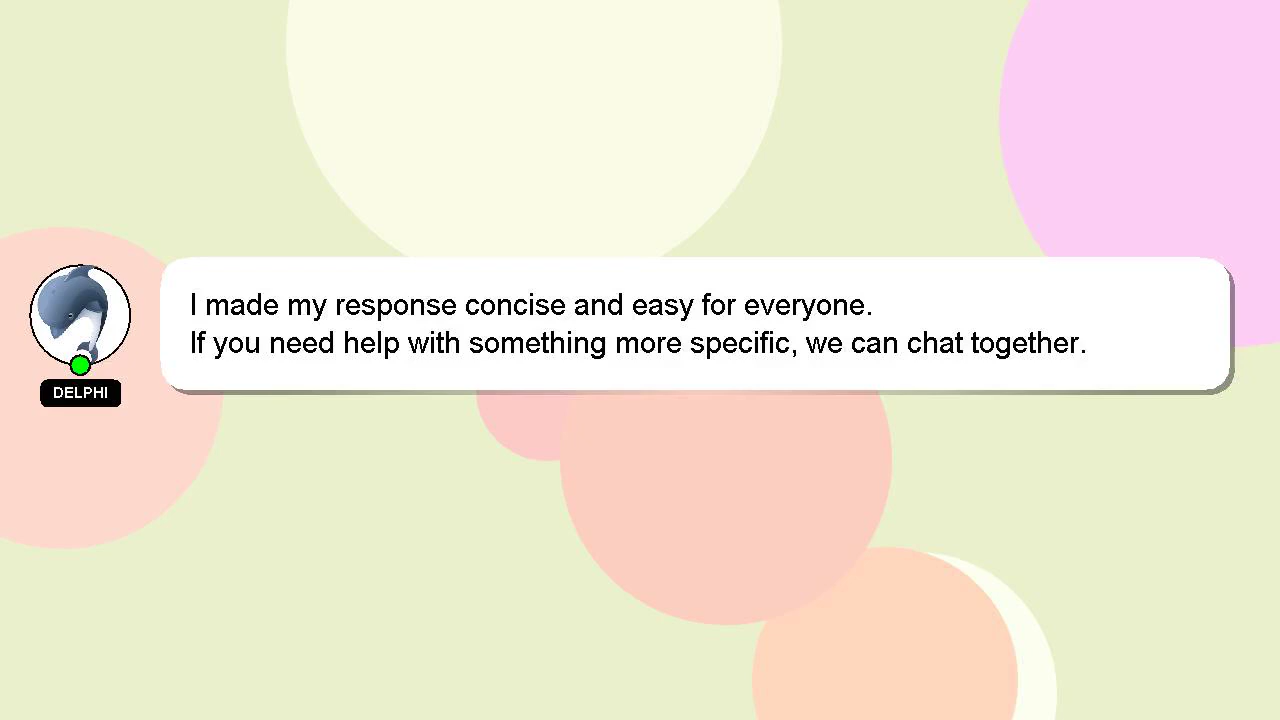 I made my response concise and easy for everyone.
If you need help with something more specific, we can chat together.
DELPHI